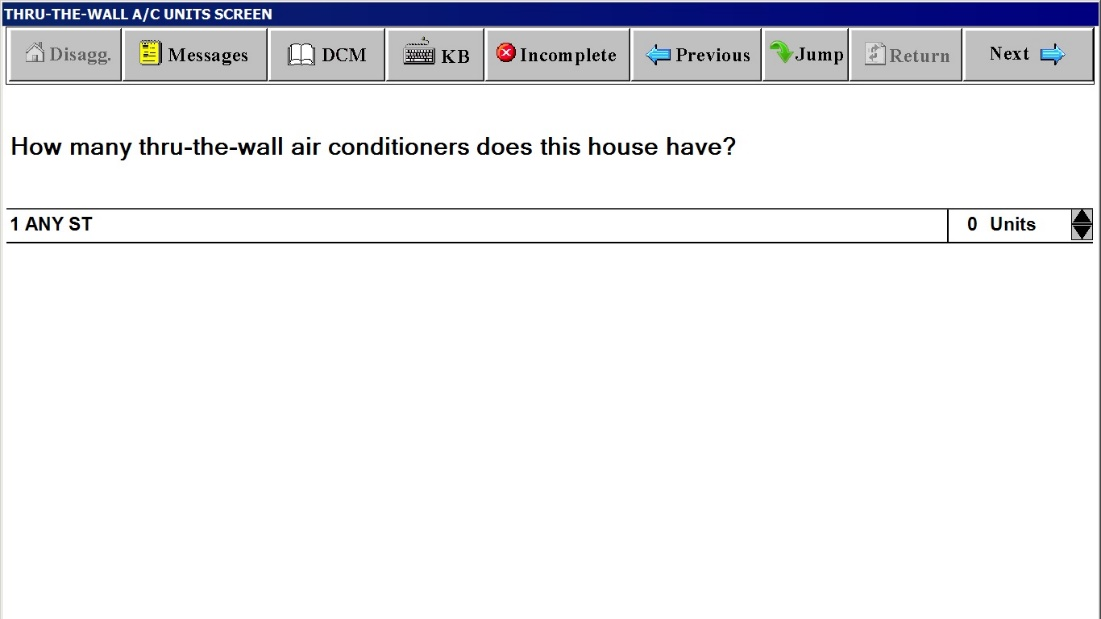 THRU-THE-WALL A/C UNITS SCREEN
Disagg. Messages DCM KB Incomplete Previous Jump Return Next
How many thru-the-wall air conditioners does this house have?
1 ANY ST 0 Units